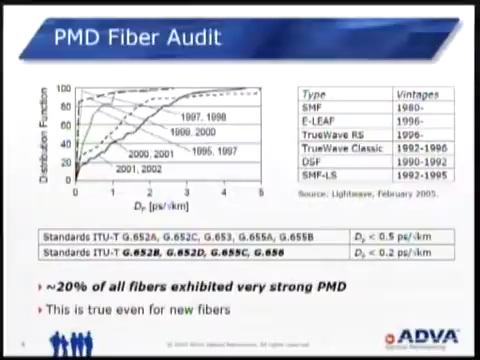 PMD Fiber Audit
Distribution Function
100
80
60
40
20
0
1997, 1998
1999, 2000
1995, 1997
2000, 2001
2001, 2002
0 1 2 3 4 5
Dₚ [ps/√km]
Type Vintages
SMF 1980-
E-LEAF 1996-
TrueWave RS 1996-
TrueWave Classic 1992-1996
DSF 1990-1992
SMF-LS 1992-1995
Source: Lightwave, February 2005.
Standards ITU-T G.652A, G.652C, G.653, G.655A, G.655B Dₚ < 0.5 ps/√km
Standards ITU-T G.652B, G.652D, G.655C, G.656 Dₚ < 0.2 ps/√km
~20% of all fibers exhibited very strong PMD
This is true even for new fibers
ADVA
Optical Networking